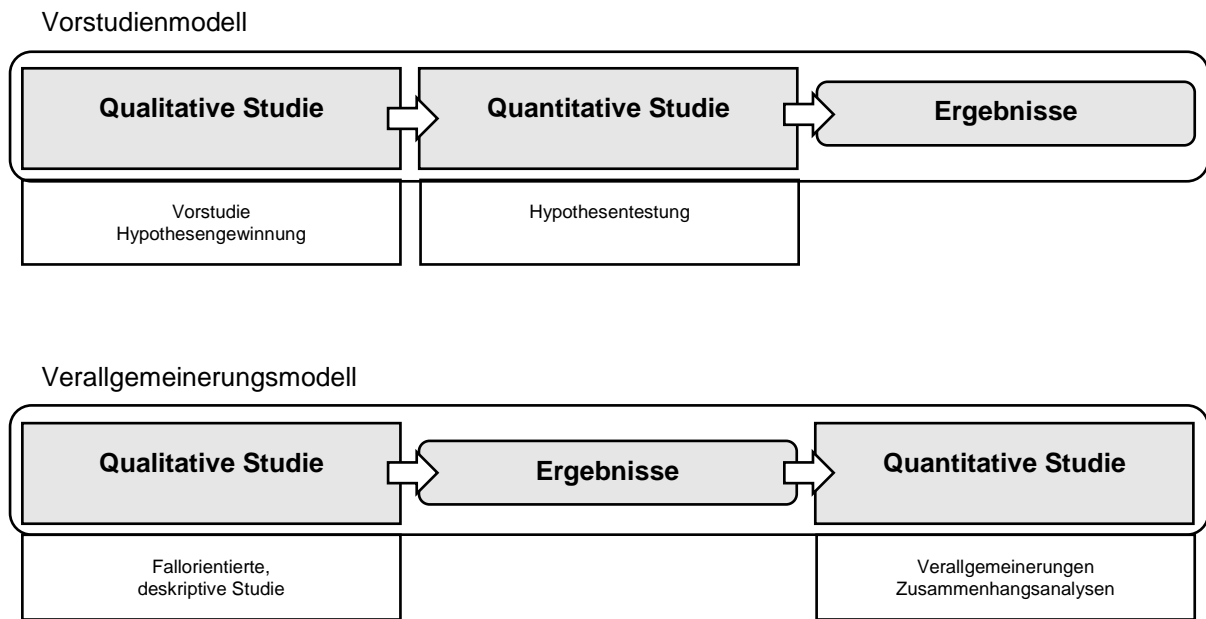 Vorstudienmodell
Qualitative Studie
Quantitative Studie
Ergebnisse
Vorstudie
Hypothesengewinnung
Hypothesentestung
Verallgemeinerungsmodell
Qualitative Studie
Ergebnisse
Quantitative Studie
Fallorientierte,
deskriptive Studie
Verallgemeinerungen
Zusammenhangsanalysen